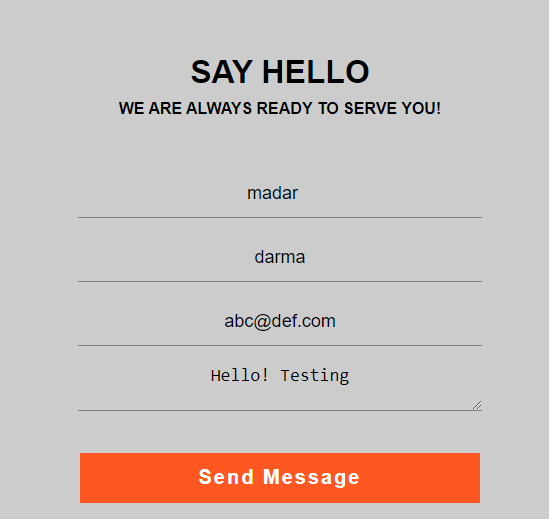 SAY HELLO
WE ARE ALWAYS READY TO SERVE YOU!
madar
darma
abc@def.com
Hello! Testing
Send Message